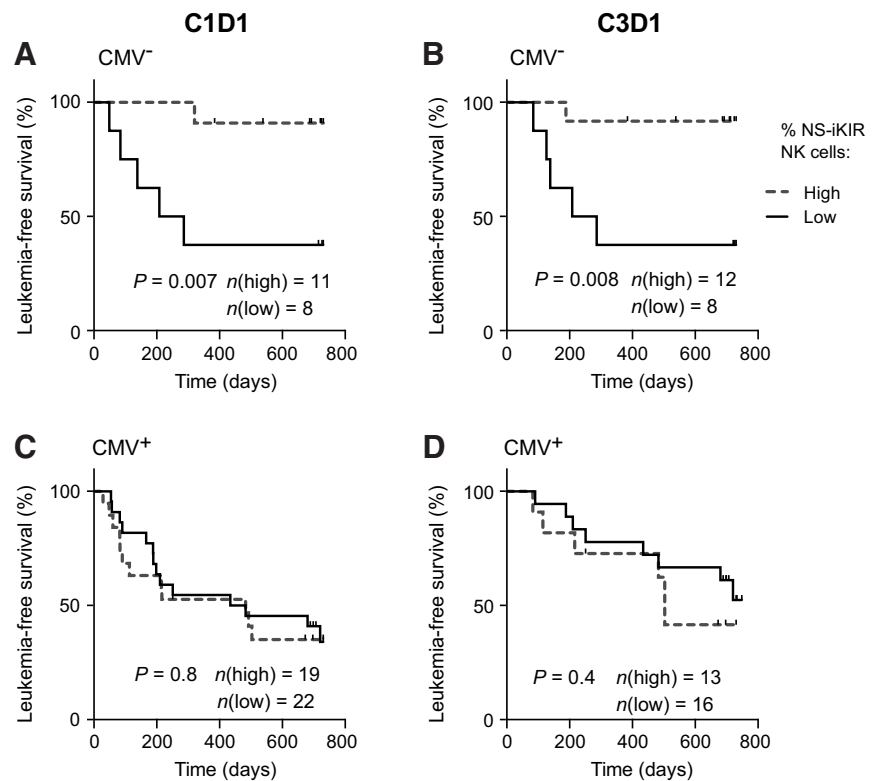 C1D1
C3D1
A
CMV-
Leukemia-free survival (%)
100
50
0
P = 0.007 n(high) = 11
n(low) = 8
0 200 400 600 800
Time (days)
B
CMV-
Leukemia-free survival (%)
100
50
0
P = 0.008 n(high) = 12
n(low) = 8
0 200 400 600 800
Time (days)
% NS-iKIR
NK cells:
High
Low
C
CMV+
Leukemia-free survival (%)
100
50
0
P = 0.8 n(high) = 19
n(low) = 22
0 200 400 600 800
Time (days)
D
CMV+
Leukemia-free survival (%)
100
50
0
P = 0.4 n(high) = 13
n(low) = 16
0 200 400 600 800
Time (days)